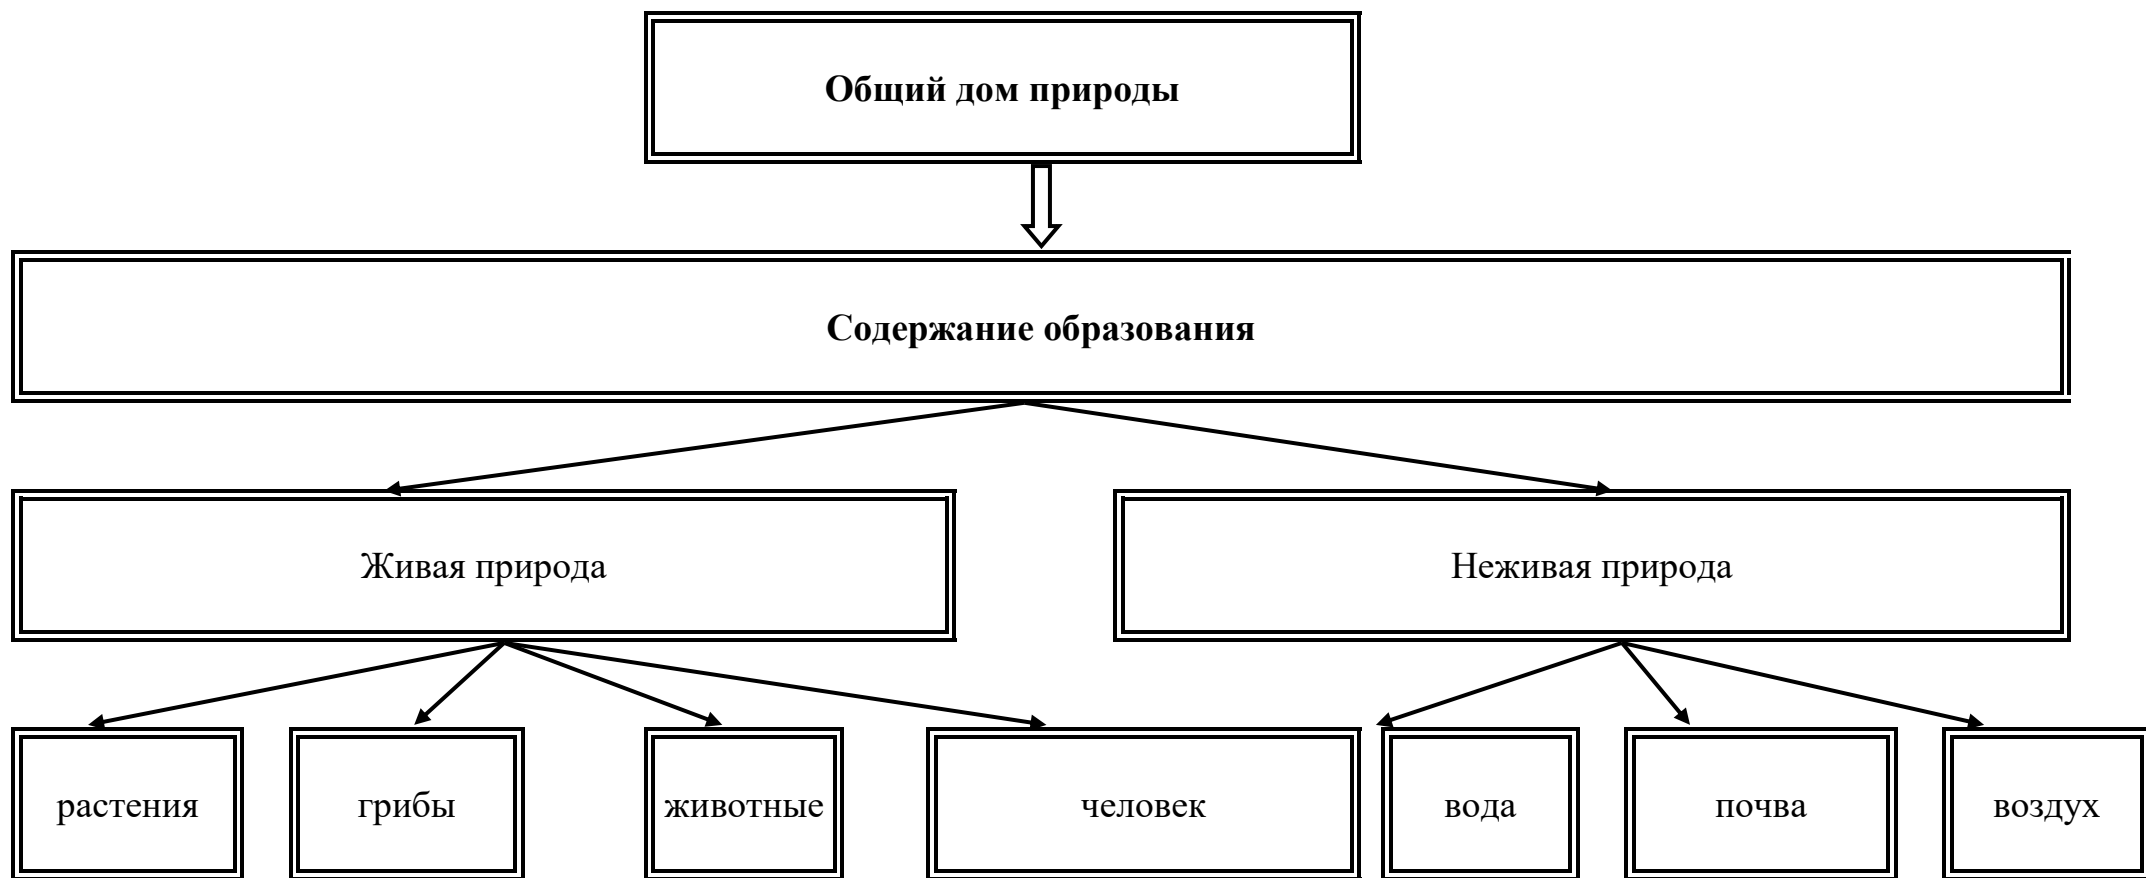 Общий дом природы
Содержание образования
Живая природа
Неживая природа
растения
грибы
животные
человек
вода
почва
воздух